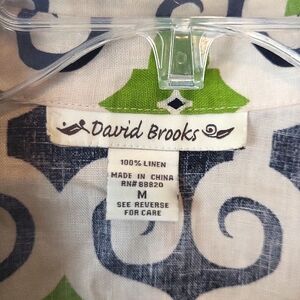 David Brooks
100% LINEN
MADE IN CHINA
RN# 88820
M
SEE REVERSE
FOR CARE